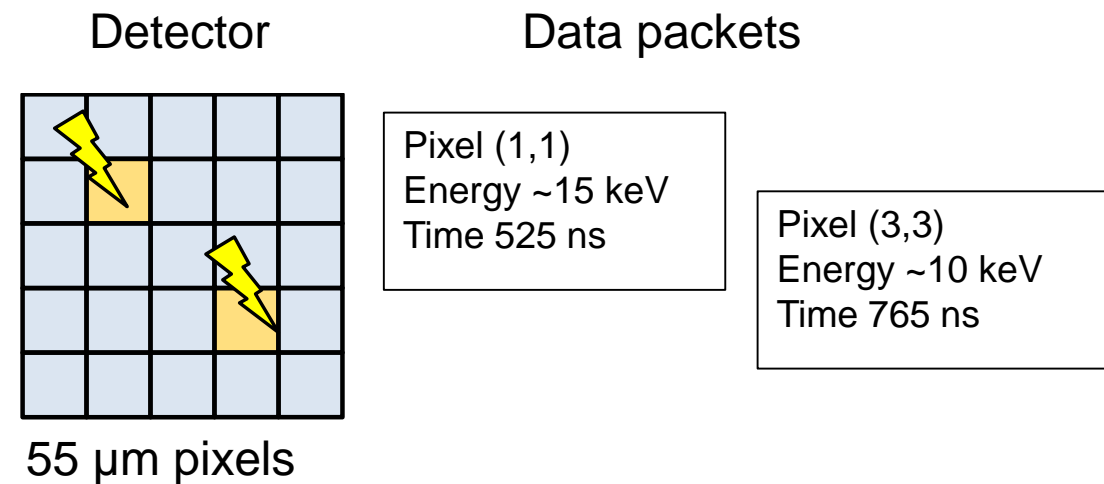 Detector
Data packets
Pixel (1,1)
Energy ~15 keV
Time 525 ns
Pixel (3,3)
Energy ~10 keV
Time 765 ns
55 µm pixels